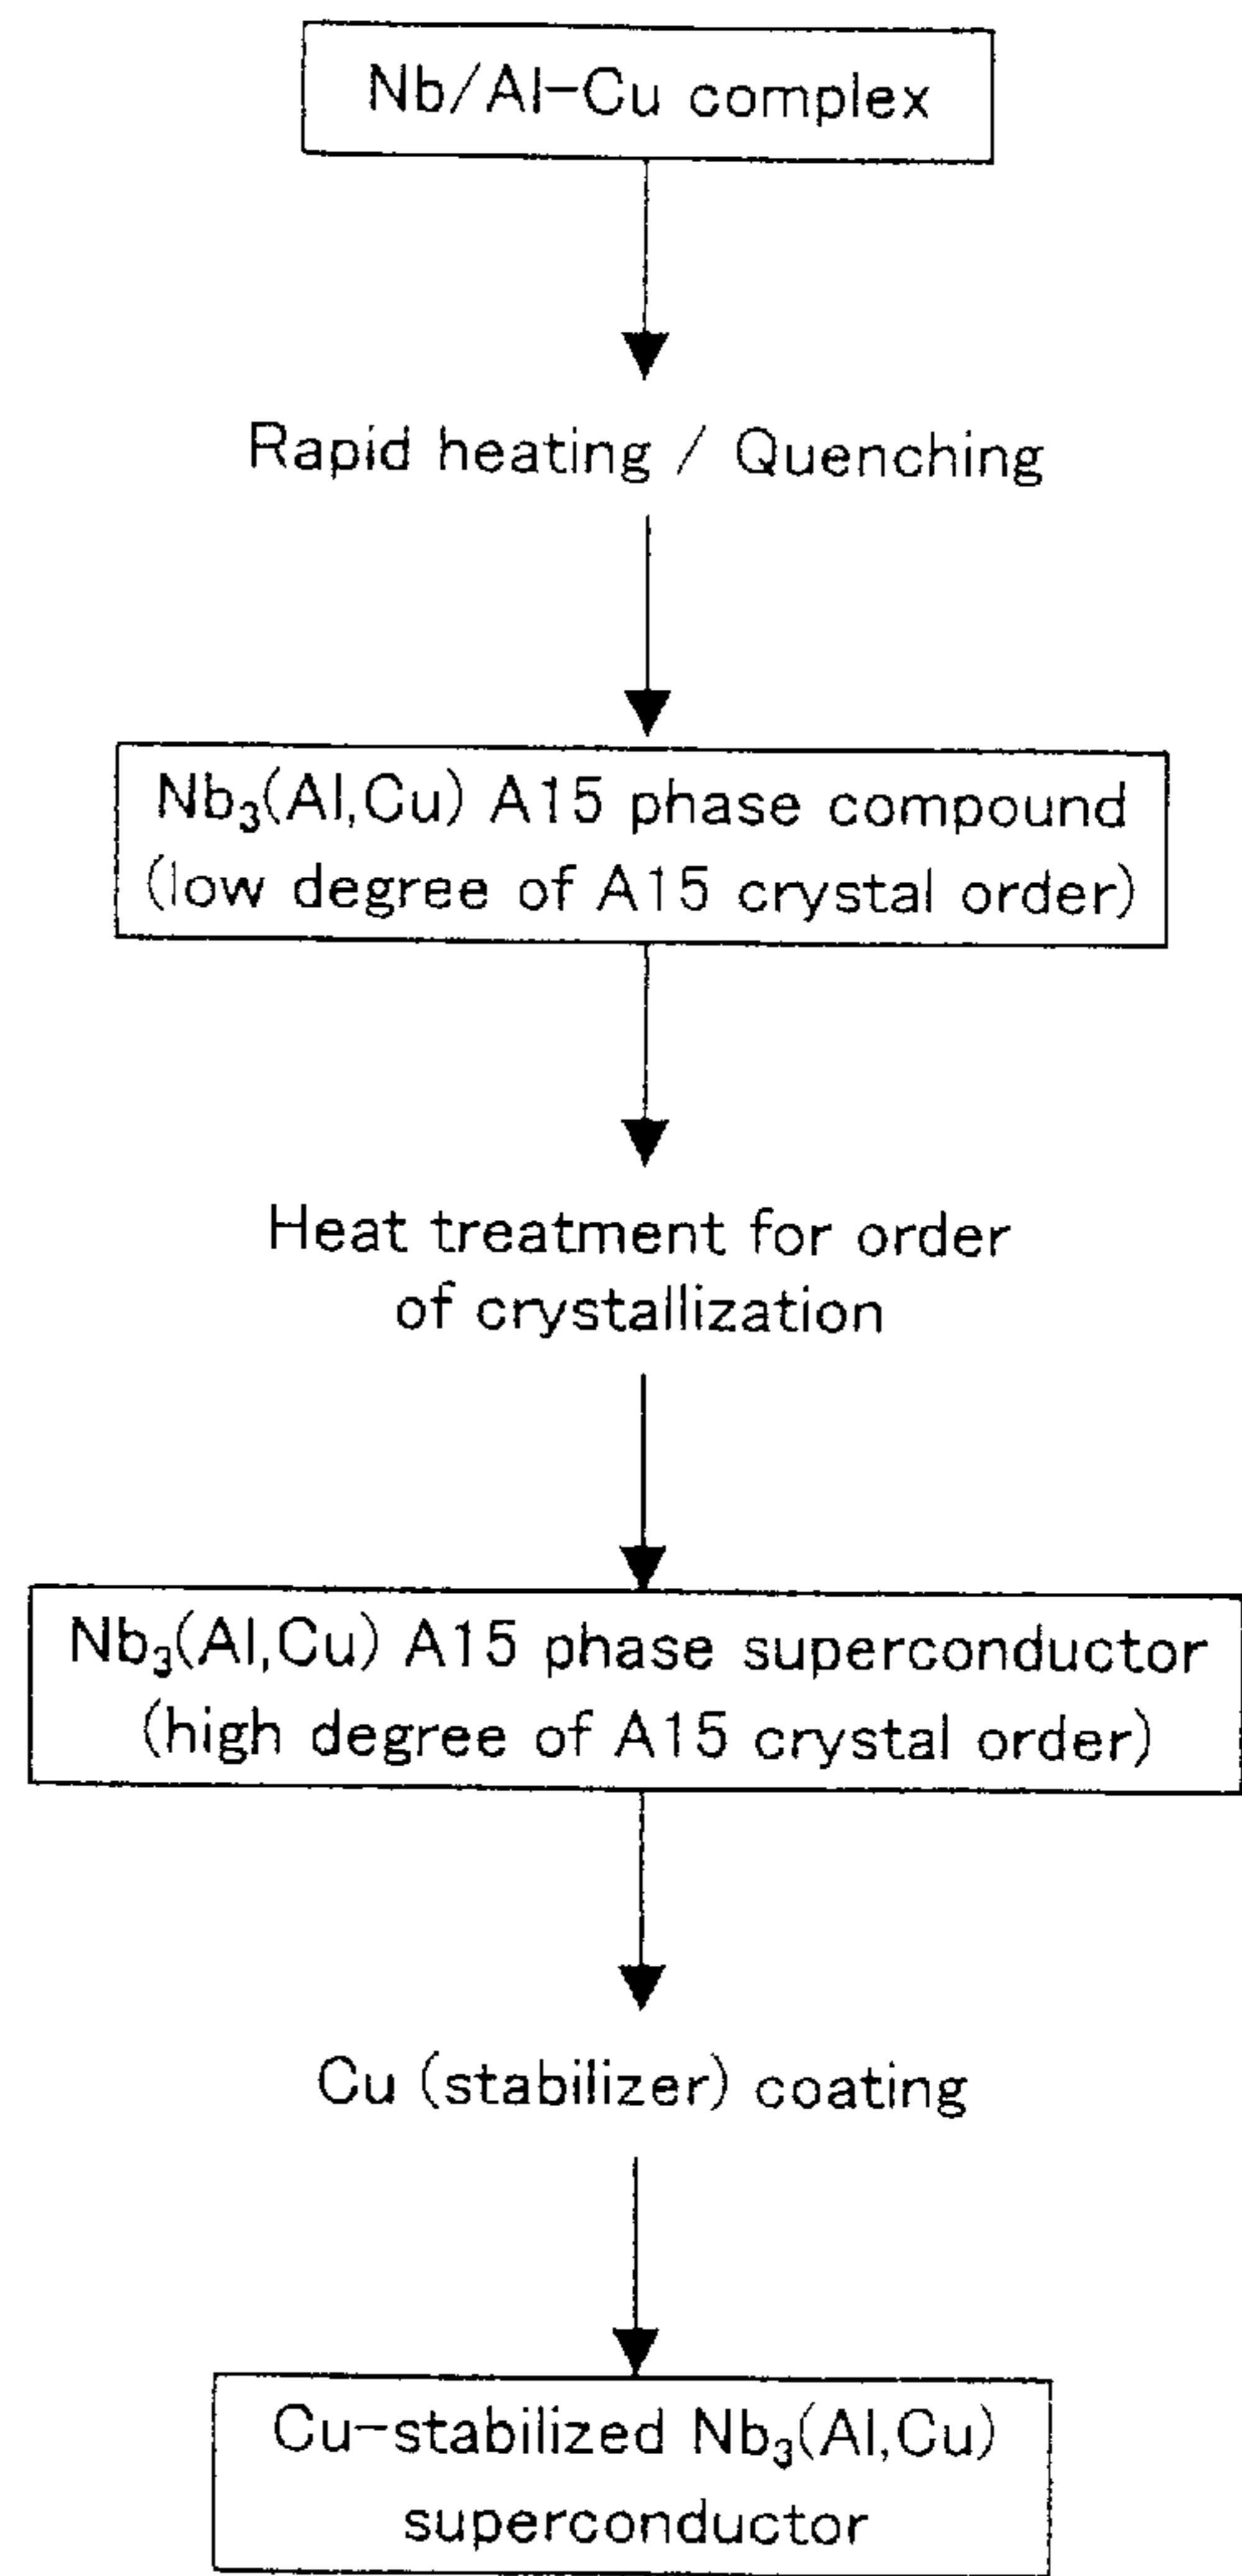 Nb/Al-Cu complex
Rapid heating / Quenching
Nb₃(Al,Cu) A15 phase compound
(low degree of A15 crystal order)
Heat treatment for order
of crystallization
Nb₃(Al,Cu) A15 phase superconductor
(high degree of A15 crystal order)
Cu (stabilizer) coating
Cu-stabilized Nb₃(Al,Cu)
superconductor